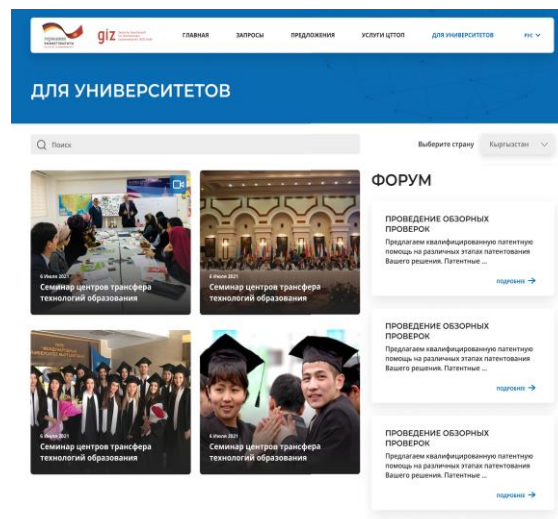 giz
ГЛАВНАЯ
ЗАПРОСЫ
ПРЕДЛОЖЕНИЯ
УСЛУГИ ЦТТОП
ДЛЯ УНИВЕРСИТЕТОВ
РУС
ДЛЯ УНИВЕРСИТЕТОВ
Поиск
Выберите страну
Кыргызстан
6 Июля 2021
Семинар центров трансфера
технологий образования
6 Июля 2021
Семинар центров трансфера
технологий образования
6 Июля 2021
Семинар центров трансфера
технологий образования
6 Июля 2021
Семинар центров трансфера
технологий образования
ФОРУМ
ПРОВЕДЕНИЕ ОБЗОРНЫХ
ПРОВЕРОК
Предлагаем квалифицированную патентную
помощь на различных этапах патентования
Вашего решения. Патентные ...
ПОДРОБНЕЕ
ПРОВЕДЕНИЕ ОБЗОРНЫХ
ПРОВЕРОК
Предлагаем квалифицированную патентную
помощь на различных этапах патентования
Вашего решения. Патентные ...
ПОДРОБНЕЕ
ПРОВЕДЕНИЕ ОБЗОРНЫХ
ПРОВЕРОК
Предлагаем квалифицированную патентную
помощь на различных этапах патентования
Вашего решения. Патентные ...
ПОДРОБНЕЕ